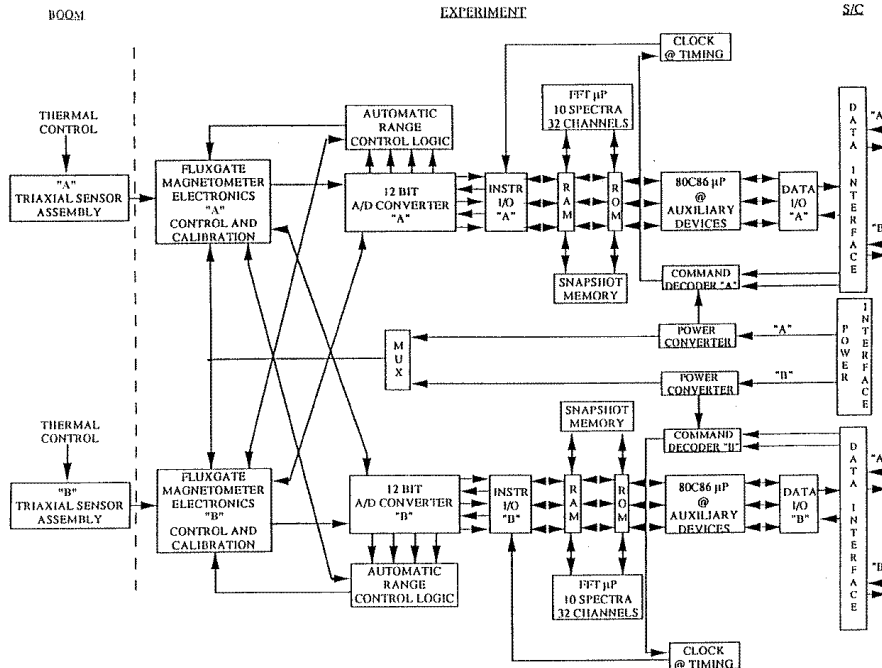 BOOM
EXPERIMENT
S/C
CLOCK
@ TIMING
THERMAL
CONTROL
AUTOMATIC
RANGE
CONTROL LOGIC
FFT µP
10 SPECTRA
32 CHANNELS
DATA INTERFACE
"A"
"B"
"A"
TRIAXIAL SENSOR
ASSEMBLY
FLUXGATE
MAGNETOMETER
ELECTRONICS
"A"
CONTROL AND
CALIBRATION
12 BIT
A/D CONVERTER
"A"
INSTR
I/O
"A"
RAM
ROM
80C86 µP
@
AUXILIARY
DEVICES
DATA
I/O
"A"
SNAPSHOT
MEMORY
COMMAND
DECODER "A"
MUX
POWER
CONVERTER
"A"
POWER
INTERFACE
POWER
CONVERTER
"B"
THERMAL
CONTROL
SNAPSHOT
MEMORY
COMMAND
DECODER "B"
DATA INTERFACE
"A"
"B"
"B"
TRIAXIAL SENSOR
ASSEMBLY
FLUXGATE
MAGNETOMETER
ELECTRONICS
"B"
CONTROL AND
CALIBRATION
12 BIT
A/D CONVERTER
"B"
INSTR
I/O
"B"
RAM
ROM
80C86 µP
@
AUXILIARY
DEVICES
DATA
I/O
"B"
AUTOMATIC
RANGE
CONTROL LOGIC
FFT µP
10 SPECTRA
32 CHANNELS
CLOCK
@ TIMING